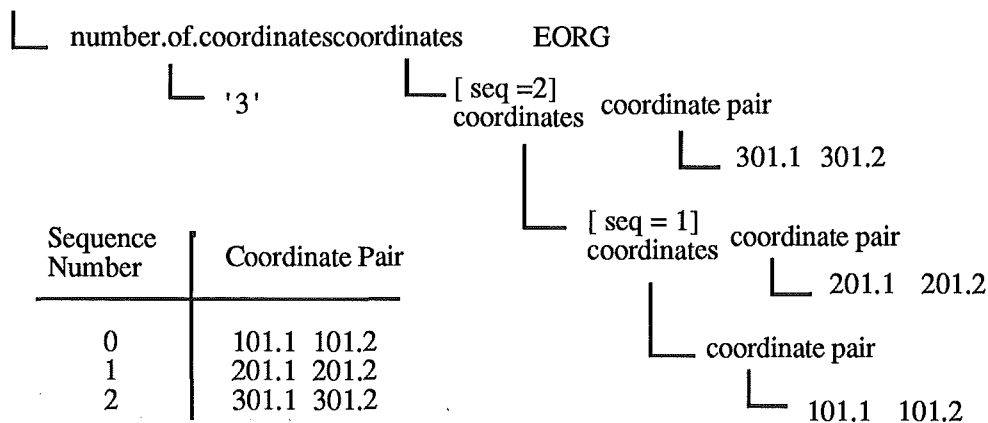 number.of.coordinatescoordinates EORG
'3'
[ seq =2]
coordinates coordinate pair
301.1 301.2
[ seq = 1]
coordinates coordinate pair
201.1 201.2
coordinate pair
101.1 101.2
Sequence
Number Coordinate Pair
0 101.1 101.2
1 201.1 201.2
2 301.1 301.2